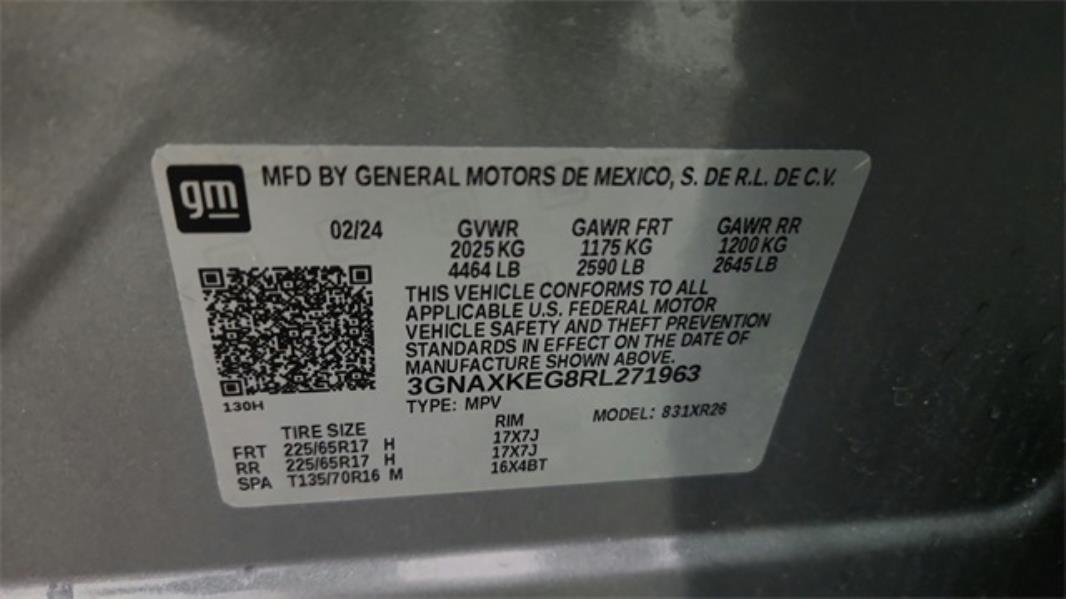 gm
MFD BY GENERAL MOTORS DE MEXICO, S. DE R.L. DE C.V.
02/24 GVWR GAWR FRT GAWR RR
2025 KG 1175 KG 1200 KG
4464 LB 2590 LB 2645 LB
THIS VEHICLE CONFORMS TO ALL
APPLICABLE U.S. FEDERAL MOTOR
VEHICLE SAFETY AND THEFT PREVENTION
STANDARDS IN EFFECT ON THE DATE OF
MANUFACTURE SHOWN ABOVE.
3GNAXKEG8RL271963
130H
TYPE: MPV MODEL: 831XR26
TIRE SIZE RIM
FRT 225/65R17 H 17X7J
RR 225/65R17 H 17X7J
SPA T135/70R16 M 16X4BT